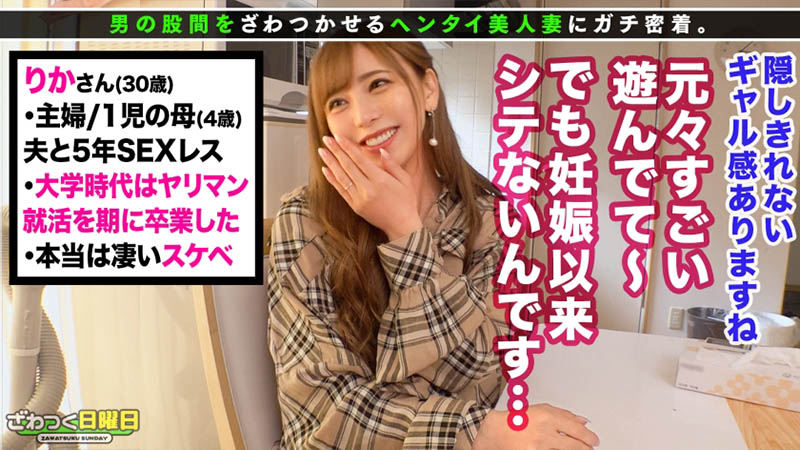 男の股間をざわつかせるヘンタイ美人妻にガチ密着。
りかさん(30歳)
•主婦/1児の母(4歳)
夫と5年SEXレス
•大学時代はヤリマン
就活を期に卒業した
•本当は凄いスケベ
隠しきれない
ギャル感ありますね
元々すごい
遊んでて〜
でも妊娠以来
シテないんです…
ざわつく日曜日
ZAWATSUKU SUNDAY